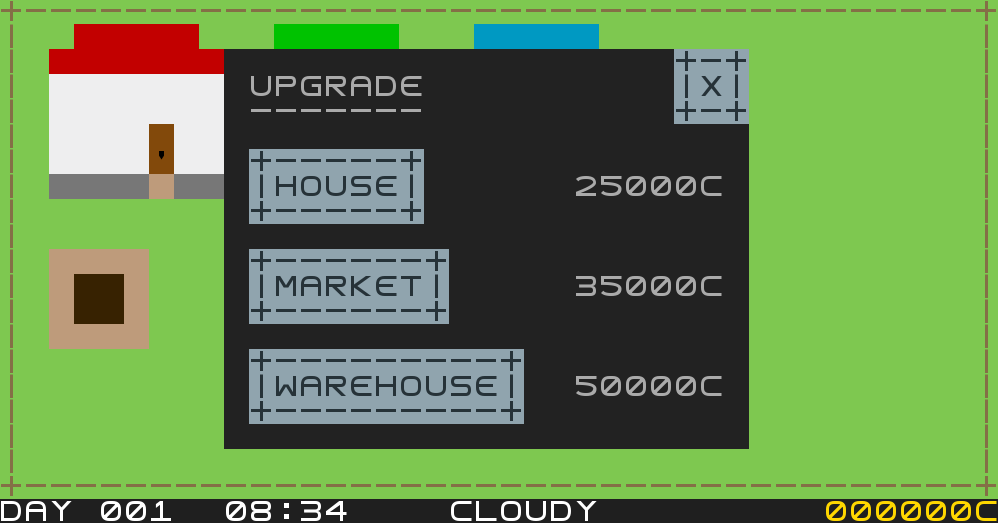 UPGRADE X
HOUSE 25000C
MARKET 35000C
WAREHOUSE 50000C
DAY 001 08:34 CLOUDY 000000C